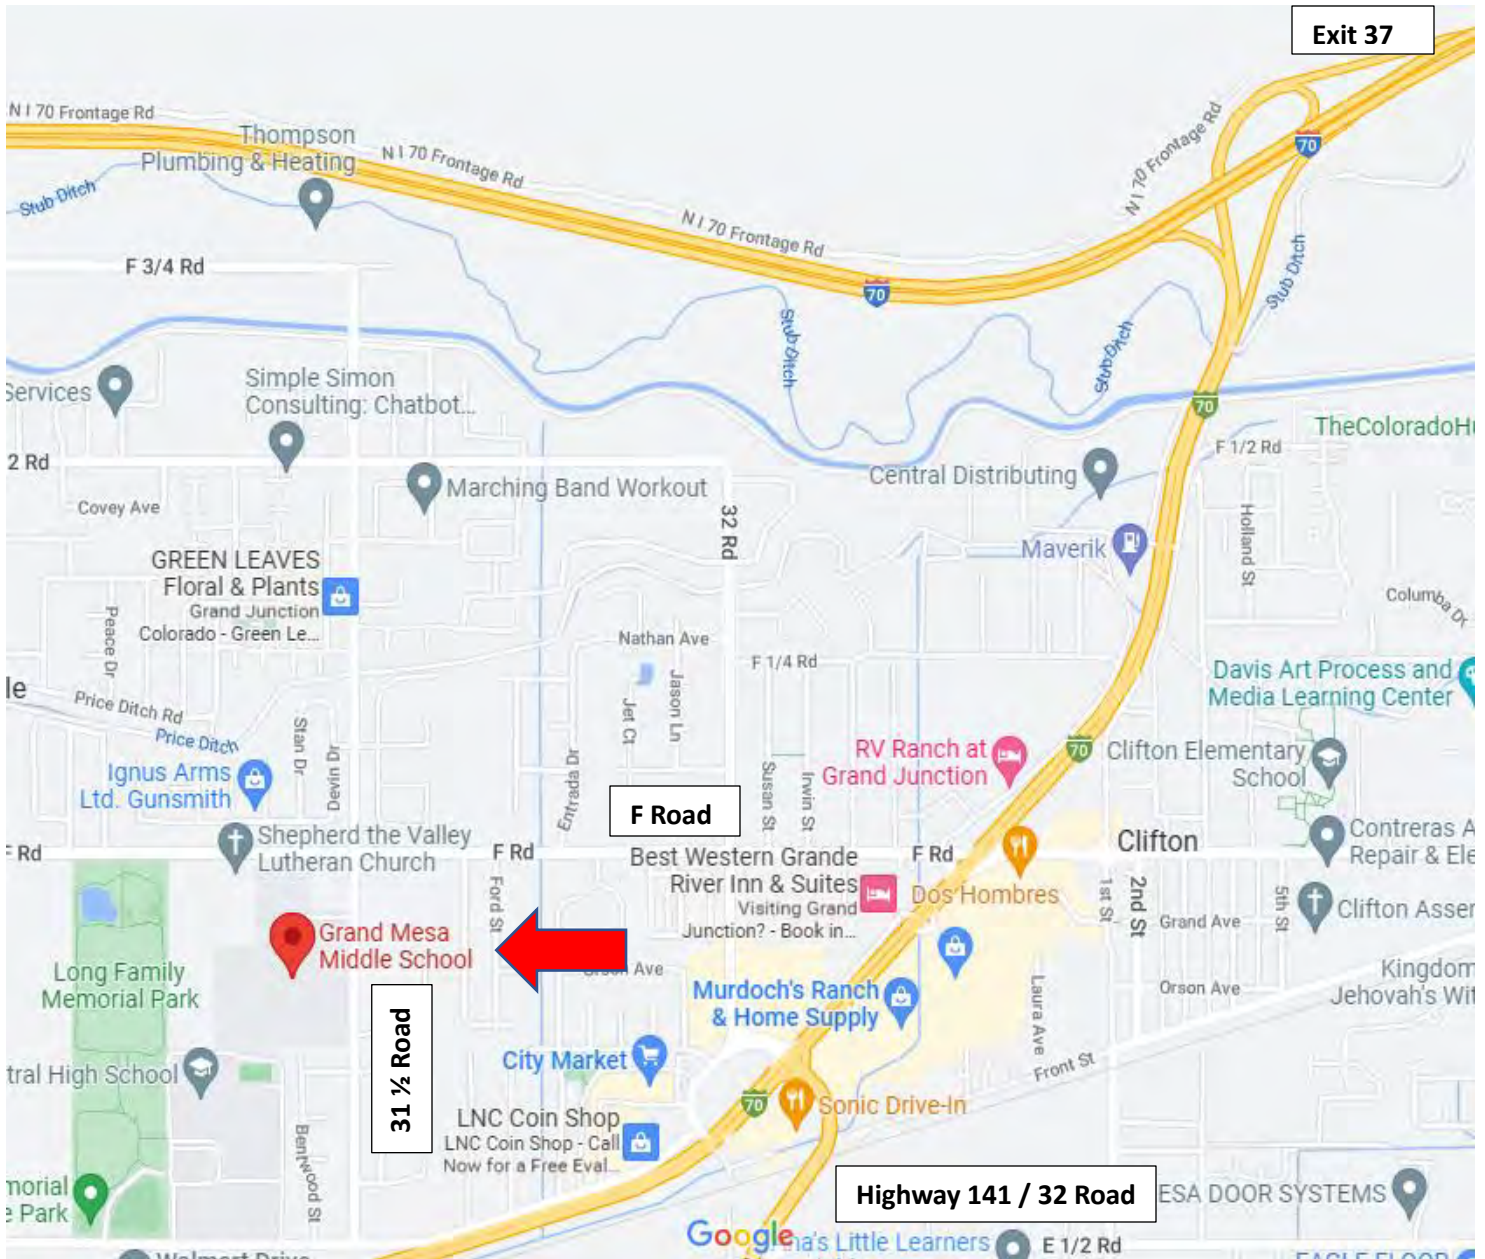 Exit 37
N I 70 Frontage Rd
Thompson
Plumbing & Heating
N I 70 Frontage Rd
N I 70 Frontage Rd
N I 70 Frontage Rd
70
70
Stub Ditch
F 3/4 Rd
Stub Ditch
Stub Ditch
Stub Ditch
Services
Simple Simon
Consulting: Chatbot...
70
TheColoradoHu
2 Rd
F 1/2 Rd
Marching Band Workout
Central Distributing
Covey Ave
32 Rd
Holland St
Maverik
GREEN LEAVES
Floral & Plants
Grand Junction
Colorado - Green Le...
Peace Dr
Columba Dr
Nathan Ave
F 1/4 Rd
Jason Ln
Jet Ct
Davis Art Process and
Media Learning Center
le
Price Ditch Rd
Price Ditch
Stan Dr
Devin Dr
Entrada Dr
Susan St
Irwin St
RV Ranch at
Grand Junction
70
Clifton Elementary
School
Ignus Arms
Ltd. Gunsmith
F Road
Shepherd the Valley
Lutheran Church
F Rd
F Rd
F Rd
Clifton
Contreras A
Repair & Ele
Best Western Grande
River Inn & Suites
Visiting Grand
Junction? - Book in...
Dos Hombres
Ford St
1st St
2nd St
5th St
Grand Ave
Clifton Asser
Grand Mesa
Middle School
Long Family
Memorial Park
Ave
Murdoch's Ranch
& Home Supply
Laura Ave
Orson Ave
Kingdom
Jehovah's Wit
31 ½ Road
City Market
Front St
tral High School
70
Sonic Drive-In
LNC Coin Shop
LNC Coin Shop - Call
Now for a Free Eval...
Bentwood St
Highway 141 / 32 Road
ESA DOOR SYSTEMS
morial
e Park
Google
na's Little Learners
E 1/2 Rd
Walmart Drive
EAGLE FLOOR